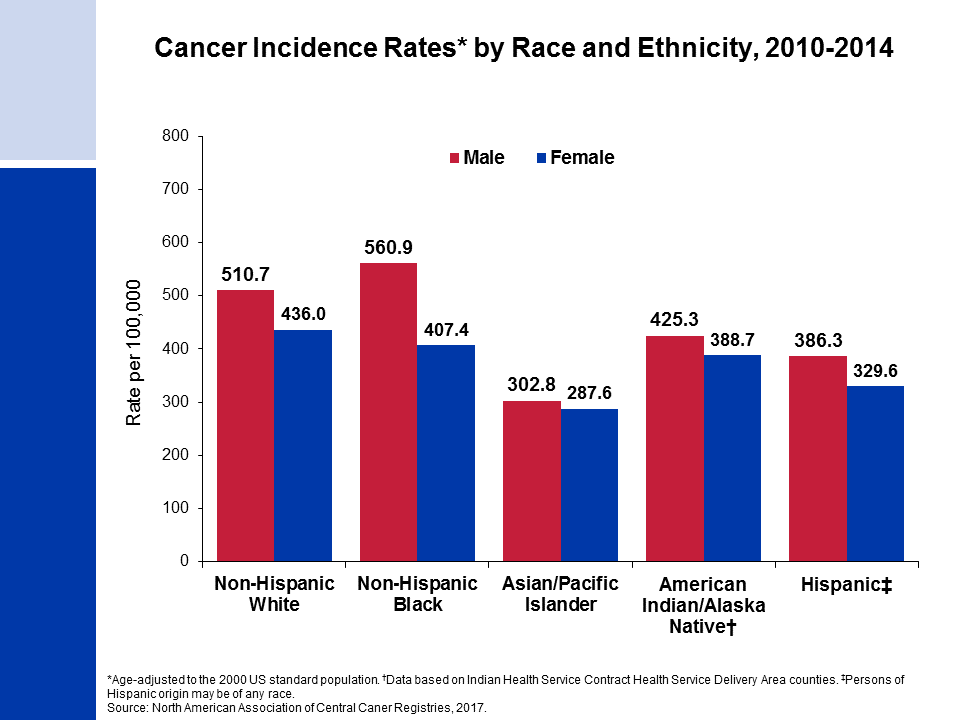 Cancer Incidence Rates* by Race and Ethnicity, 2010-2014
800
700
600
500
400
300
200
100
0
Rate per 100,000
Male
Female
510.7
436.0
560.9
407.4
302.8
287.6
425.3
388.7
386.3
329.6
Non-Hispanic
White
Non-Hispanic
Black
Asian/Pacific
Islander
American
Indian/Alaska
Native†
Hispanic‡
*Age-adjusted to the 2000 US standard population. †Data based on Indian Health Service Contract Health Service Delivery Area counties. ‡Persons of
Hispanic origin may be of any race.
Source: North American Association of Central Caner Registries, 2017.